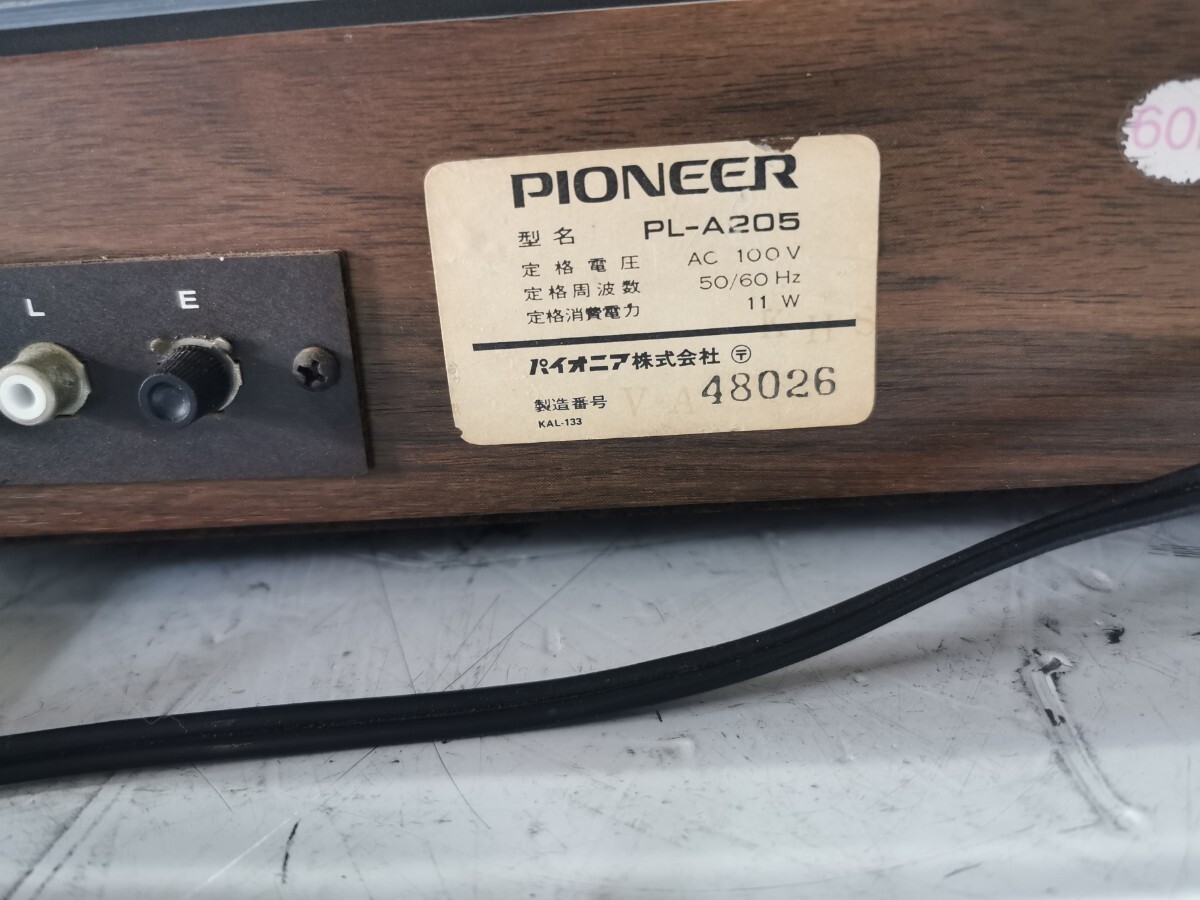 PIONEER
型名 PL-A205
定格電圧 AC 100V
定格周波数 50/60 Hz
定格消費電力 11 W
パイオニア株式会社 〶
製造番号 48026
KAL-133
L
E
60